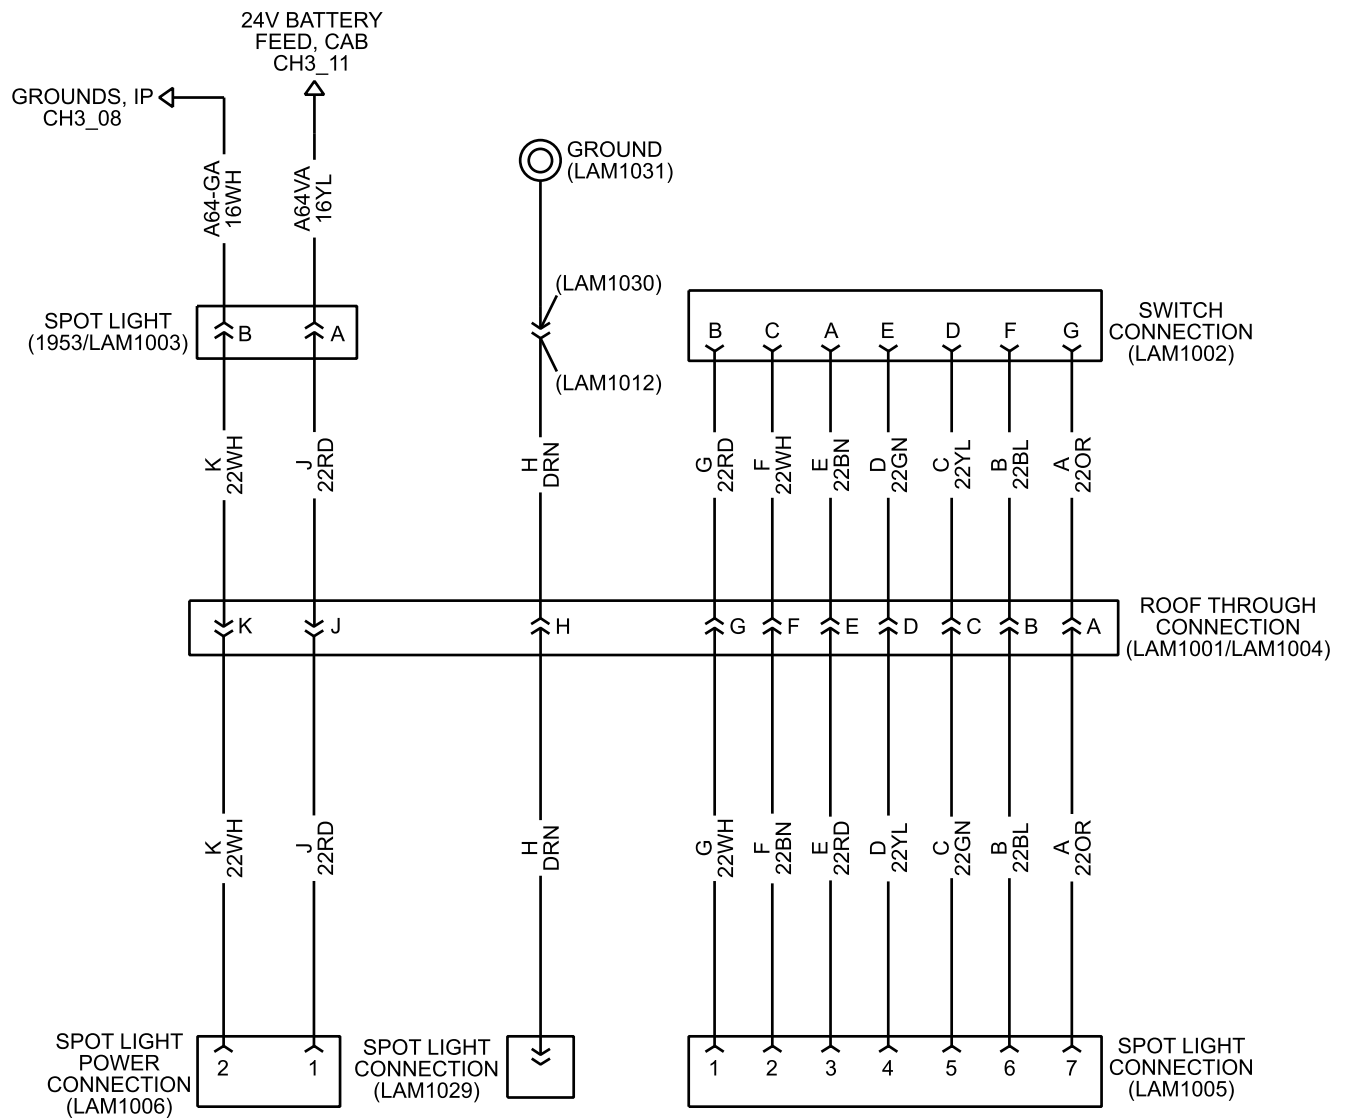 24V BATTERY
FEED, CAB
CH3_11
GROUNDS, IP
CH3_08
A64-GA
16WH
A64VA
16YL
GROUND
(LAM1031)
(LAM1030)
(LAM1012)
SPOT LIGHT
(1953/LAM1003)
B A
B C A E D F G
SWITCH
CONNECTION
(LAM1002)
K
22WH
J
22RD
H
DRN
G
22RD
F
22WH
E
22BN
D
22GN
C
22YL
B
22BL
A
22OR
K J H G F E D C B A
ROOF THROUGH
CONNECTION
(LAM1001/LAM1004)
K
22WH
J
22RD
H
DRN
G
22WH
F
22BN
E
22RD
D
22YL
C
22GN
B
22BL
A
22OR
SPOT LIGHT
POWER
CONNECTION
(LAM1006)
2 1
SPOT LIGHT
CONNECTION
(LAM1029)
1 2 3 4 5 6 7
SPOT LIGHT
CONNECTION
(LAM1005)